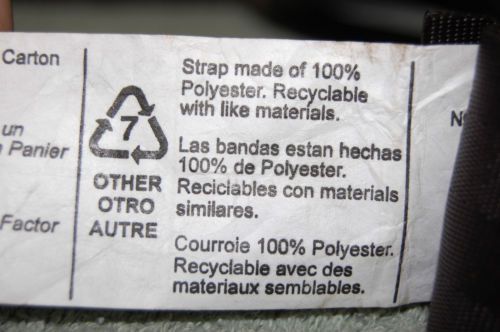 Carton
un
Panier
Factor
7
OTHER
OTRO
AUTRE
Strap made of 100%
Polyester. Recyclable
with like materials.
Las bandas estan hechas
100% de Polyester.
Reciclables con materials
similares.
Courroie 100% Polyester.
Recyclable avec des
materiaux semblables.